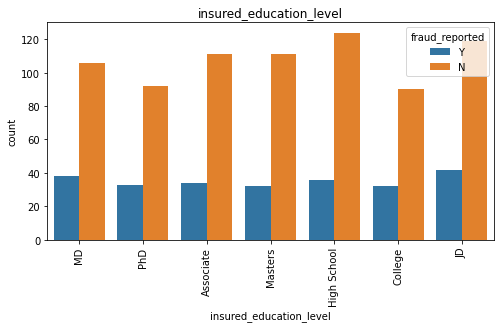 insured_education_level
fraud_reported
Y
N
120
100
80
60
40
20
0
count
MD
PhD
Associate
Masters
High School
College
JD
insured_education_level